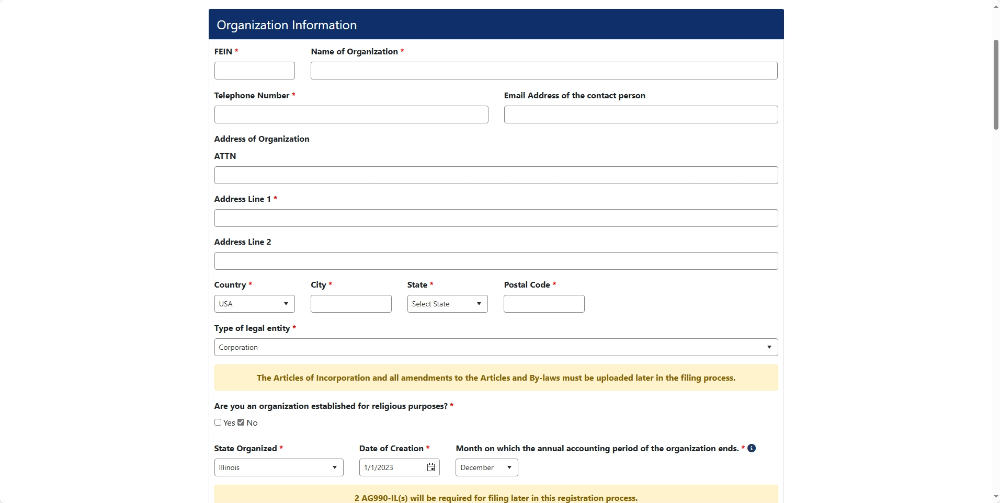 Organization Information
FEIN *
Name of Organization *
Telephone Number *
Email Address of the contact person
Address of Organization
ATTN
Address Line 1 *
Address Line 2
Country *
City *
State *
Postal Code *
USA
Select State
Type of legal entity *
Corporation
The Articles of Incorporation and all amendments to the Articles and By-laws must be uploaded later in the filing process.
Are you an organization established for religious purposes? *
Yes No
State Organized *
Date of Creation *
Month on which the annual accounting period of the organization ends. *
Illinois
1/1/2023
December
2 AG990-IL(s) will be required for filing later in this registration process.